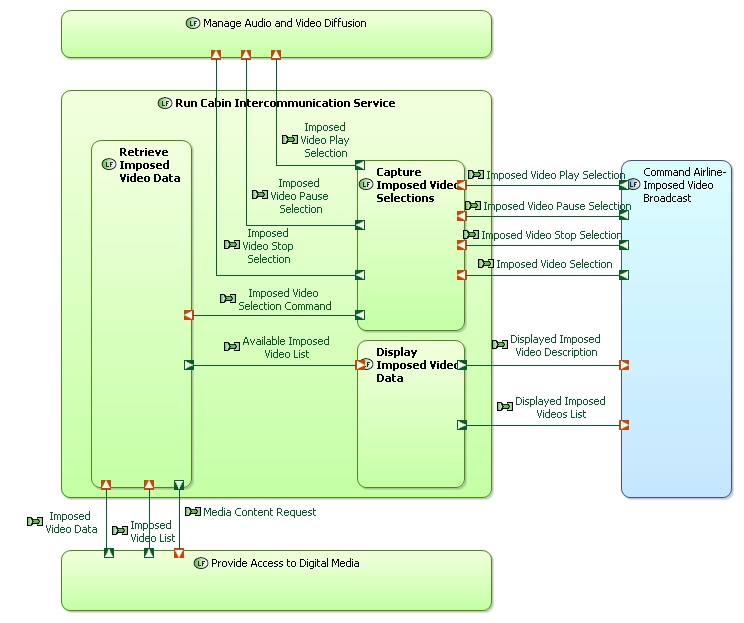 LF Manage Audio and Video Diffusion
LF Run Cabin Intercommunication Service
LF Retrieve
Imposed
Video Data
Imposed
Video Play
Selection
Imposed
Video Pause
Selection
Imposed
Video Stop
Selection
Imposed Video
Selection Command
Available Imposed
Video List
LF Capture
Imposed Video
Selections
LF Display
Imposed Video
Data
Imposed Video Play Selection
Imposed Video Pause Selection
Imposed Video Stop Selection
Imposed Video Selection
Displayed Imposed
Video Description
Displayed Imposed
Videos List
LF Command Airline-
Imposed Video
Broadcast
Imposed
Video Data
Imposed
Video List
Media Content Request
LF Provide Access to Digital Media